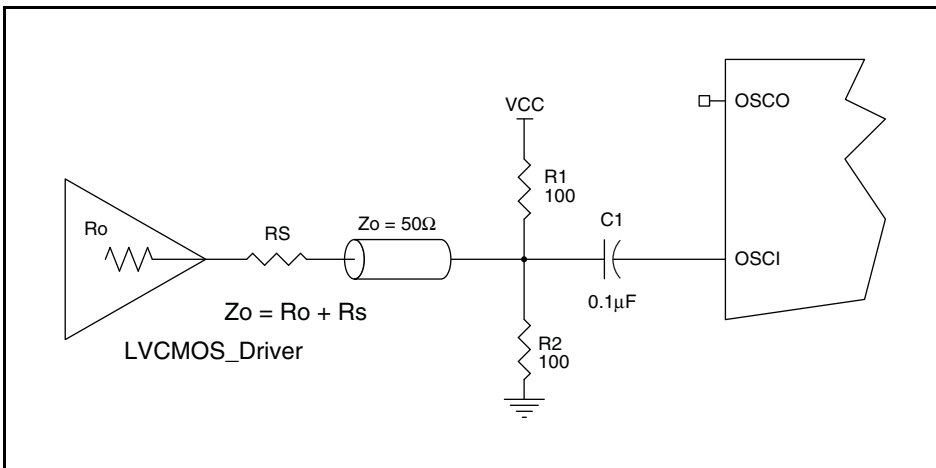 VCC
OSCO
R1
100
Ro
RS
Zo = 50Ω
C1
OSCI
0.1µF
Zo = Ro + Rs
LVCMOS_Driver
R2
100